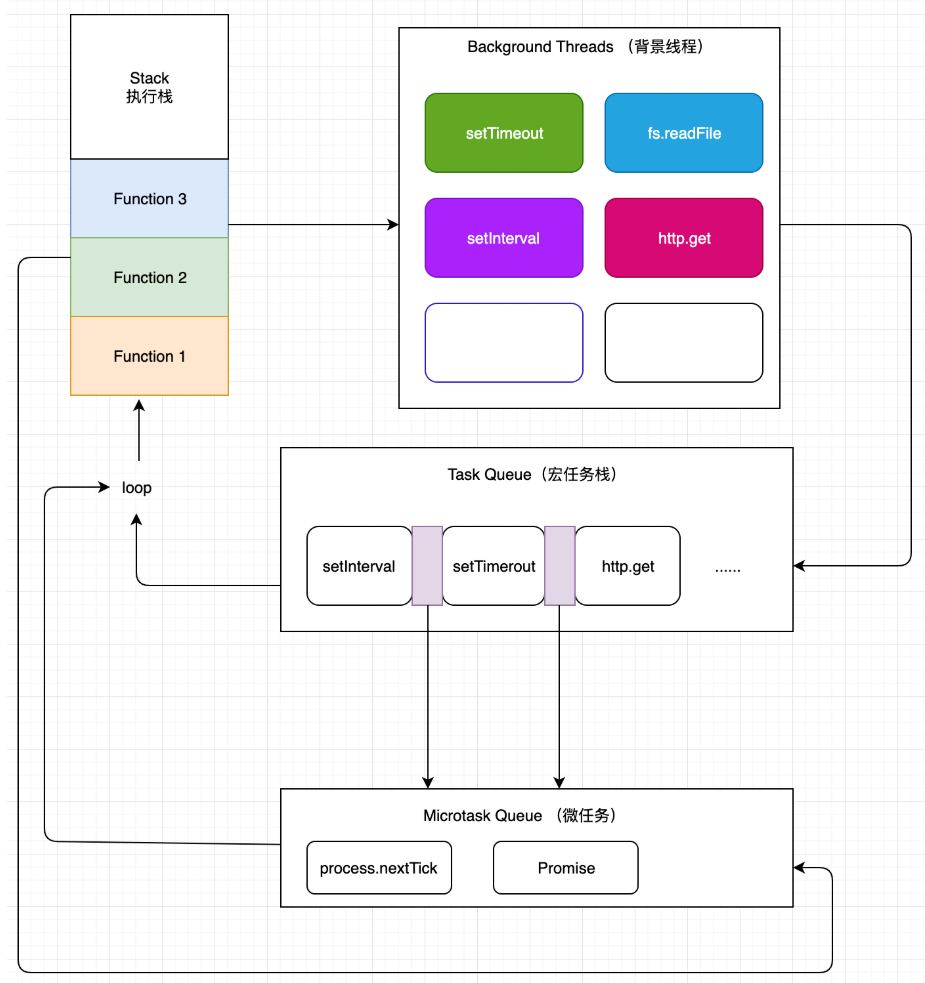 Stack
执行栈
Function 3
Function 2
Function 1
loop
Background Threads （背景线程）
setTimeout
fs.readFile
setInterval
http.get
Task Queue（宏任务栈）
setInterval
setTimerout
http.get
......
Microtask Queue （微任务）
process.nextTick
Promise